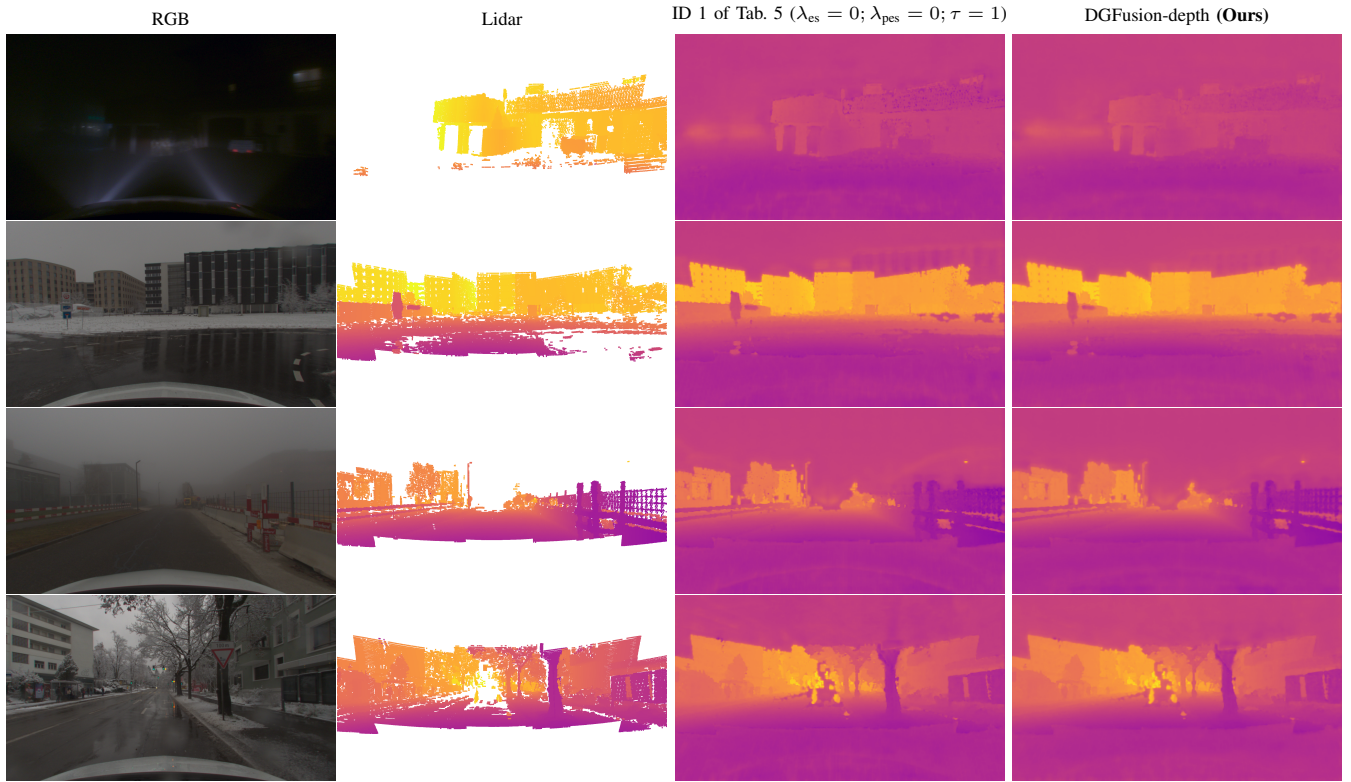 RGB
Lidar
ID 1 of Tab. 5 (λes = 0; λpes = 0; τ = 1)
DGFusion-depth (Ours)